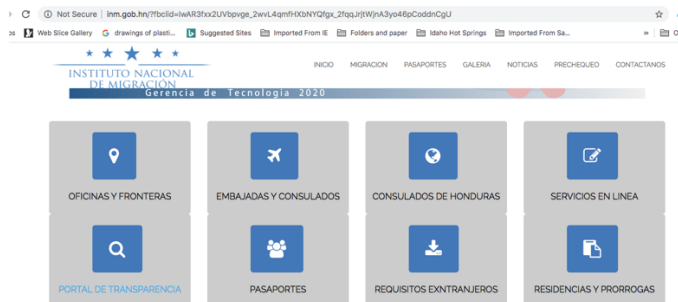 Not Secure | inm.gob.hn/?fbclid=IwAR3fxx2UVbpvge_2wvL4qmfHXbNYQfgx_2fqqJrjtWjnA3yo46pCoddnCgU
Web Slice Gallery drawings of plasti... Suggested Sites Imported From IE Folders and paper Idaho Hot Springs Imported From Sa... »
INSTITUTO NACIONAL
DE MIGRACIÓN
INICIO MIGRACION PASAPORTES GALERIA NOTICIAS PRECHEQUEO CONTACTANOS
Gerencia de Tecnologia 2020
OFICINAS Y FRONTERAS EMBAJADAS Y CONSULADOS CONSULADOS DE HONDURAS SERVICIOS EN LINEA
PORTAL DE TRANSPARENCIA PASAPORTES REQUISITOS EXNTRANJEROS RESIDENCIAS Y PRORROGAS